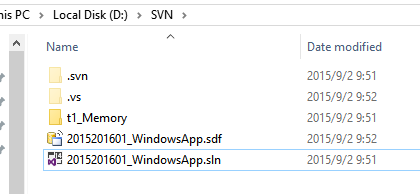 his PC > Local Disk (D:) > SVN >
Name Date modified
.svn 2015/9/2 9:51
.vs 2015/9/2 9:52
t1_Memory 2015/9/2 9:51
2015201601_WindowsApp.sdf 2015/9/2 9:52
2015201601_WindowsApp.sln 2015/9/2 9:51